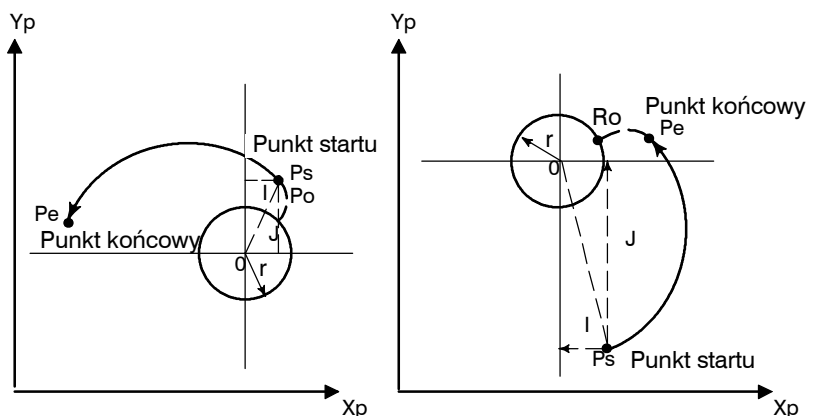 Yp
Punkt startu
Ps
I
Po
Pe
Punkt końcowy
J
0
r
Xp
Yp
Punkt końcowy
Ro
Pe
r
0
J
I
Ps
Punkt startu
Xp